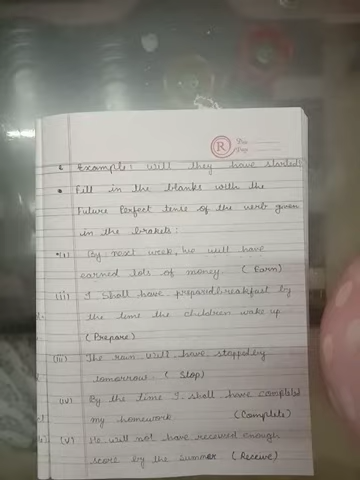 R
Example: Will they have started
Fill in the blanks with the
Future Perfect tense of the verb given
in the brakets:
(i) By next week, he will have
earned lots of money. (Earn)
(ii) I shall have prepared breakfast by
the time the children wake up
(Prepare)
(iii) The rain will have stopped by
tomorrow. (Stop)
(iv) By the time I shall have completed
my homework (Complete)
(v) He will not have received enough
score by the summer (Receive)